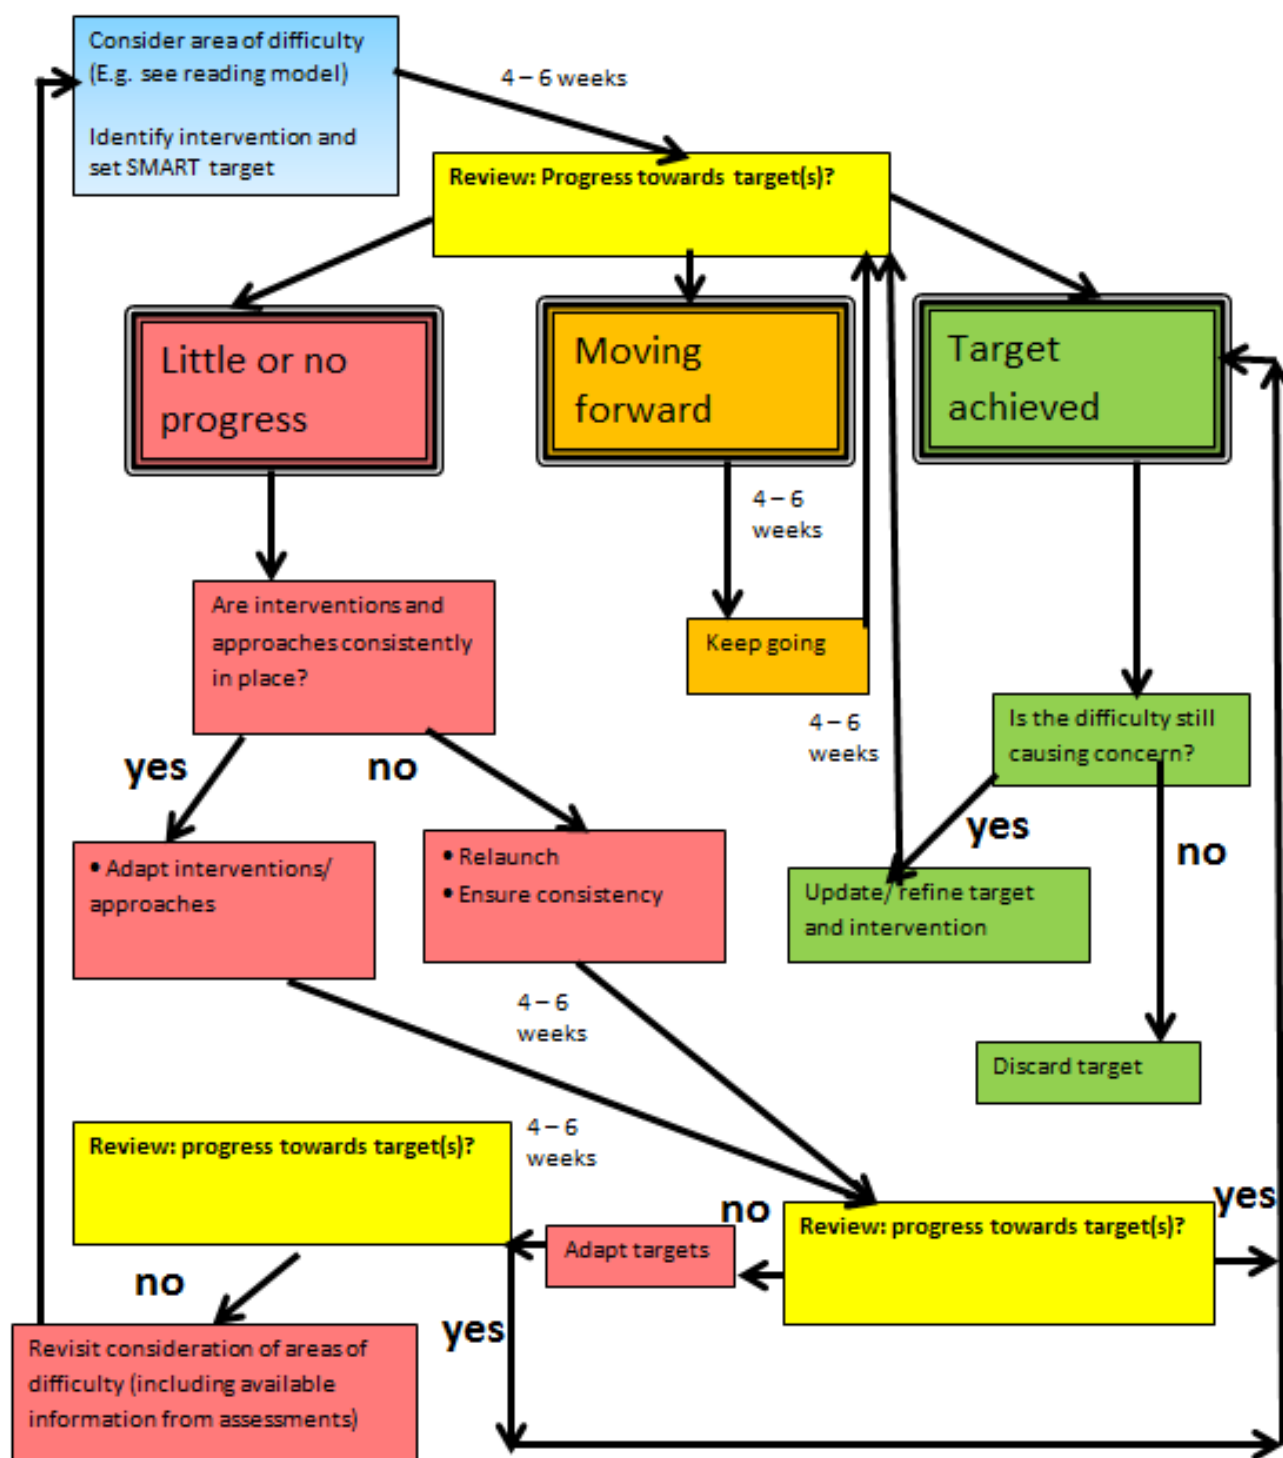 Consider area of difficulty
(E.g. see reading model)
Identify intervention and
set SMART target
4 – 6 weeks
Review: Progress towards target(s)?
Little or no
progress
Moving
forward
Target
achieved
4 – 6
weeks
Are interventions and
approaches consistently
in place?
Keep going
Is the difficulty still
causing concern?
4 – 6
weeks
yes
no
yes
no
• Adapt interventions/
approaches
• Relaunch
• Ensure consistency
Update/ refine target
and intervention
4 – 6
weeks
Discard target
Review: progress towards target(s)?
4 – 6
weeks
no
Adapt targets
Review: progress towards target(s)?
yes
no
yes
Revisit consideration of areas of
difficulty (including available
information from assessments)